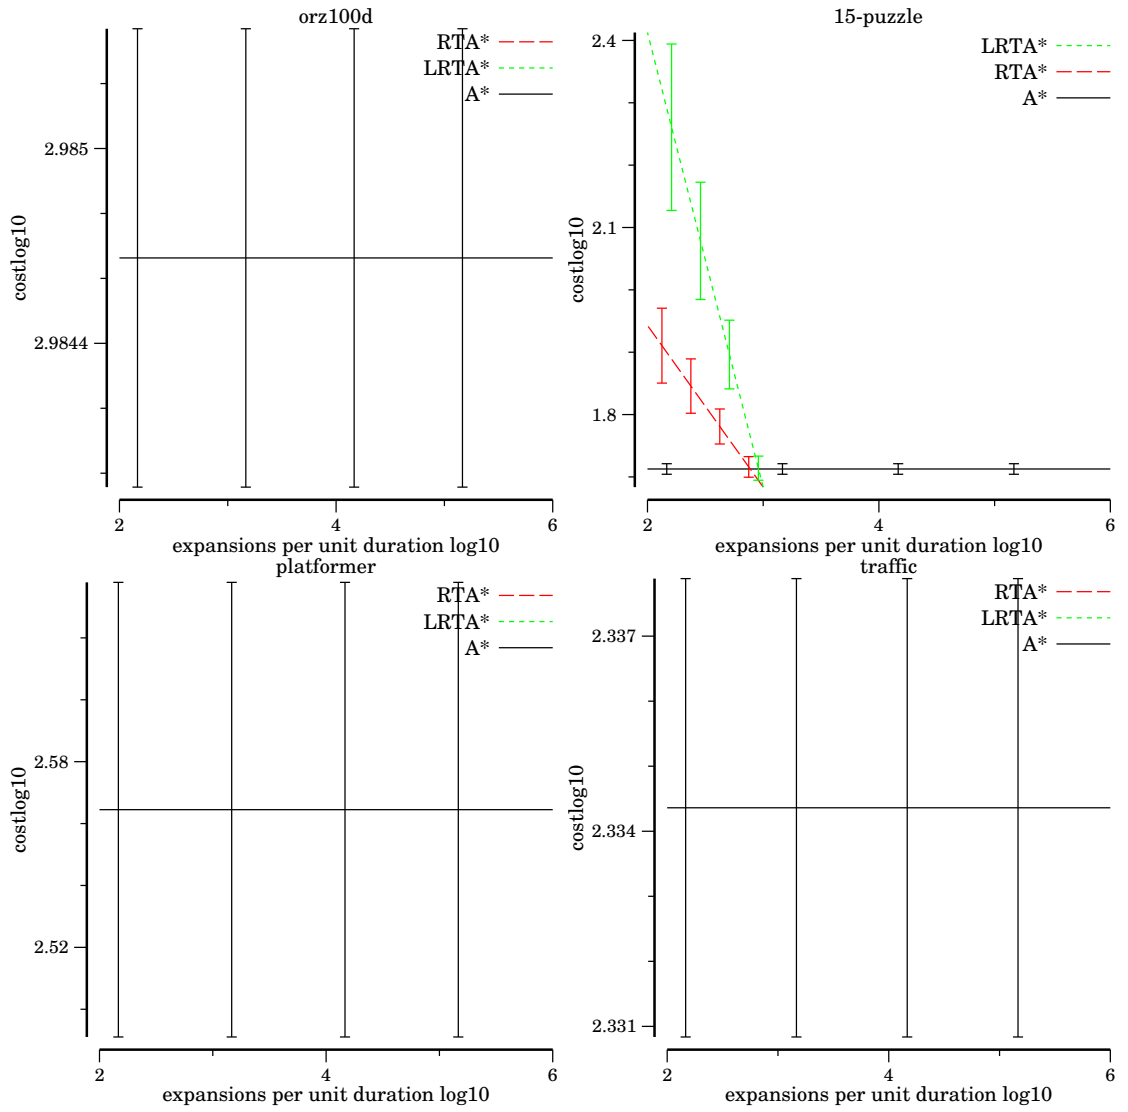 orz100d
RTA*
LRTA*
A*
2.985
2.9844
costlog10
2
4
6
expansions per unit duration log10
15-puzzle
LRTA*
RTA*
A*
2.4
2.1
1.8
costlog10
2
4
6
expansions per unit duration log10
platformer
RTA*
LRTA*
A*
2.58
2.52
costlog10
2
4
6
expansions per unit duration log10
traffic
RTA*
LRTA*
A*
2.337
2.334
2.331
costlog10
2
4
6
expansions per unit duration log10